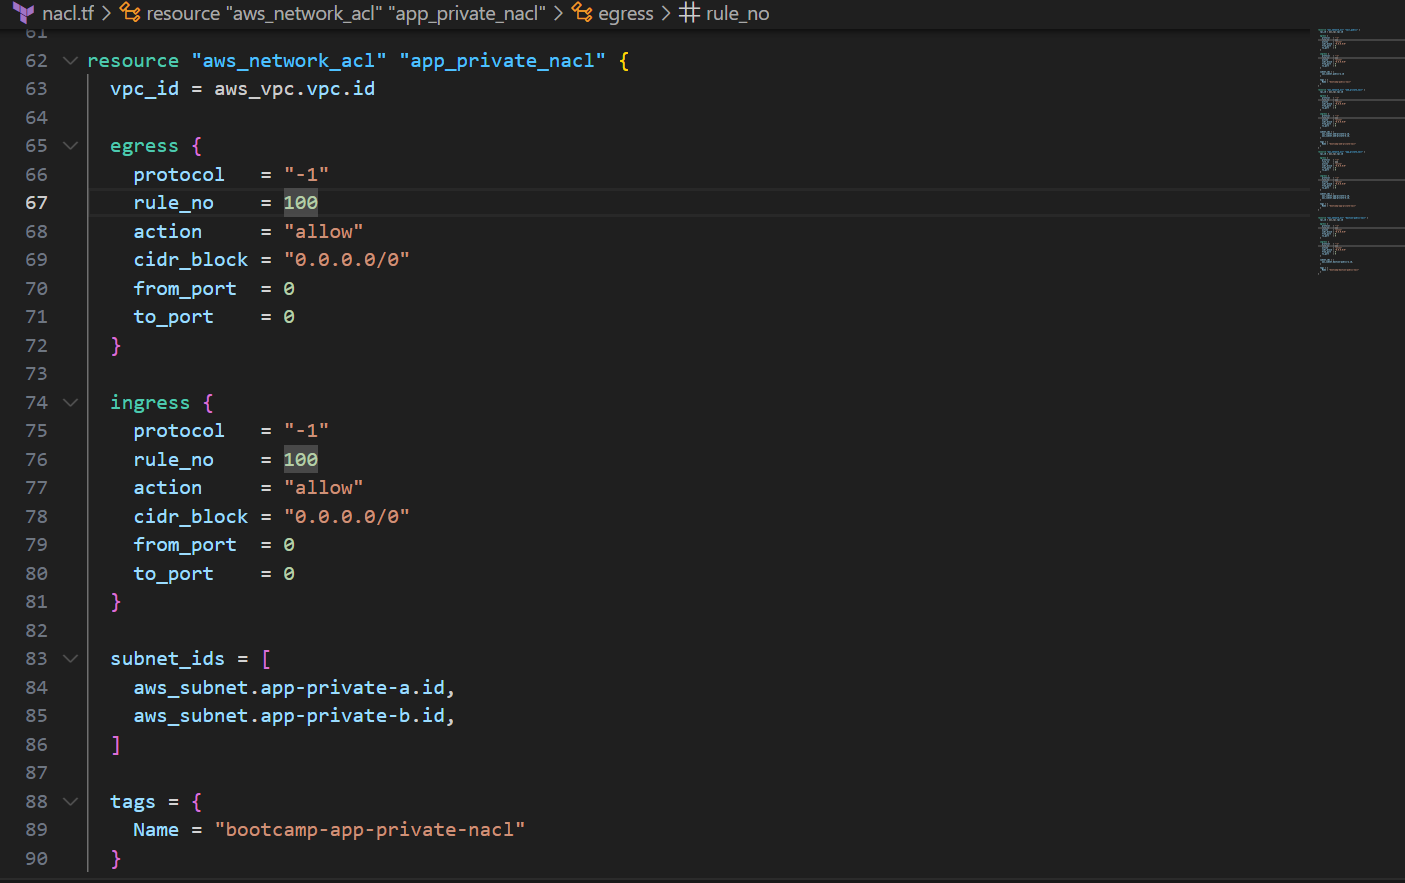 nacl.tf > resource "aws_network_acl" "app_private_nacl" > egress > # rule_no
61
62 resource "aws_network_acl" "app_private_nacl" {
63   vpc_id = aws_vpc.vpc.id
64
65   egress {
66     protocol   = "-1"
67     rule_no    = 100
68     action     = "allow"
69     cidr_block = "0.0.0.0/0"
70     from_port  = 0
71     to_port    = 0
72   }
73
74   ingress {
75     protocol   = "-1"
76     rule_no    = 100
77     action     = "allow"
78     cidr_block = "0.0.0.0/0"
79     from_port  = 0
80     to_port    = 0
81   }
82
83   subnet_ids = [
84     aws_subnet.app-private-a.id,
85     aws_subnet.app-private-b.id,
86   ]
87
88   tags = {
89     Name = "bootcamp-app-private-nacl"
90   }